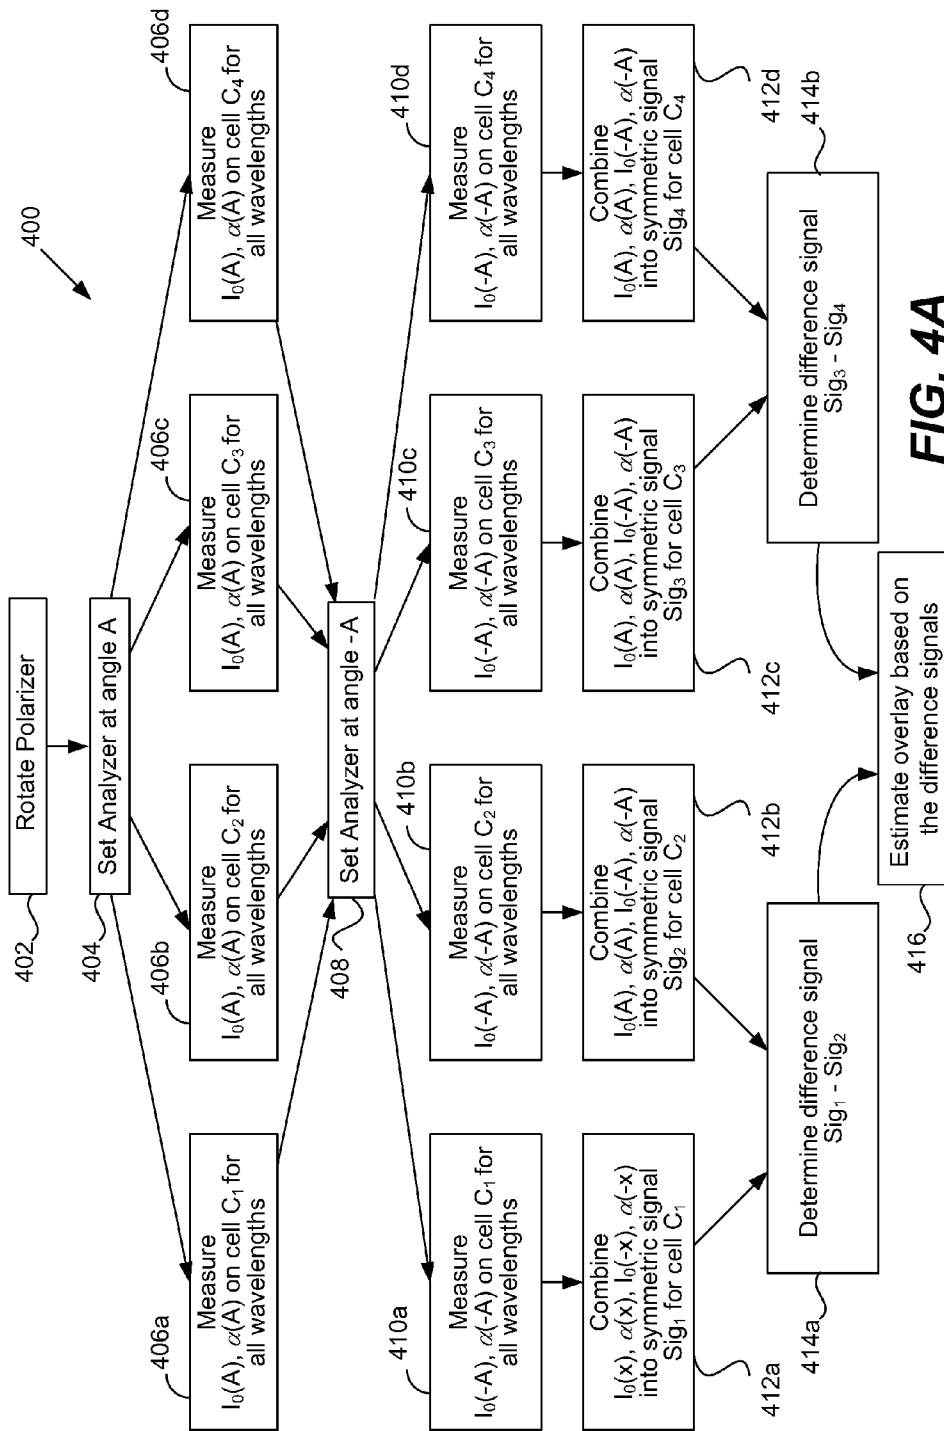 400
402
Rotate Polarizer
404
Set Analyzer at angle A
406a
Measure
I₀(A), α(A) on cell C₁ for
all wavelengths
406b
Measure
I₀(A), α(A) on cell C₂ for
all wavelengths
406c
Measure
I₀(A), α(A) on cell C₃ for
all wavelengths
406d
Measure
I₀(A), α(A) on cell C₄ for
all wavelengths
408
Set Analyzer at angle -A
410a
Measure
I₀(-A), α(-A) on cell C₁ for
all wavelengths
410b
Measure
I₀(-A), α(-A) on cell C₂ for
all wavelengths
410c
Measure
I₀(-A), α(-A) on cell C₃ for
all wavelengths
410d
Measure
I₀(-A), α(-A) on cell C₄ for
all wavelengths
Combine
I₀(x), α(x), I₀(-x), α(-x)
into symmetric signal
Sig₁ for cell C₁
412a
Combine
I₀(A), α(A), I₀(-A), α(-A)
into symmetric signal
Sig₂ for cell C₂
412b
Combine
I₀(A), α(A), I₀(-A), α(-A)
into symmetric signal
Sig₃ for cell C₃
412c
Combine
I₀(A), α(A), I₀(-A), α(-A)
into symmetric signal
Sig₄ for cell C₄
412d
Determine difference signal
Sig₁ - Sig₂
414a
Determine difference signal
Sig₃ - Sig₄
414b
416
Estimate overlay based on
the difference signals
FIG. 4A